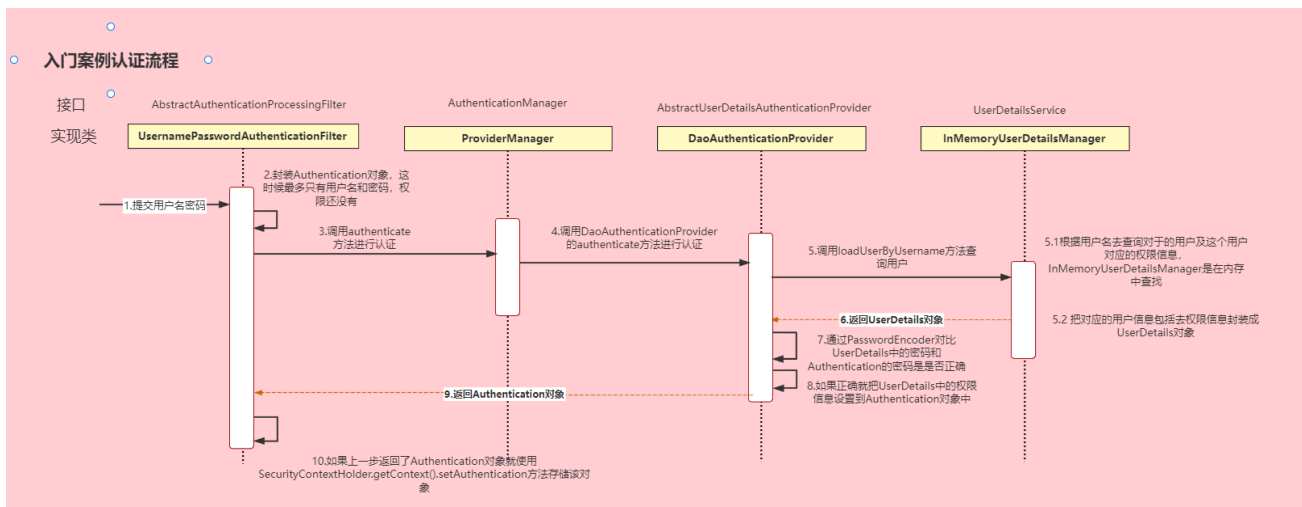 入门案例认证流程
接口
AbstractAuthenticationProcessingFilter
AuthenticationManager
AbstractUserDetailsAuthenticationProvider
UserDetailsService
实现类
UsernamePasswordAuthenticationFilter
ProviderManager
DaoAuthenticationProvider
InMemoryUserDetailsManager
1.提交用户名密码
2.封装Authentication对象，这
时候最多只有用户名和密码，权
限还没有
3.调用authenticate
方法进行认证
4.调用DaoAuthenticationProvider
的authenticate方法进行认证
5.调用loadUserByUsername方法查
询用户
5.1根据用户名去查询对于的用户及这个用户
对应的权限信息，
InMemoryUserDetailsManager是在内存
中查找
5.2 把对应的用户信息包括去权限信息封装成
UserDetails对象
6.返回UserDetails对象
7.通过PasswordEncoder对比
UserDetails中的密码和
Authentication的密码是是否正确
8.如果正确就把UserDetails中的权限
信息设置到Authentication对象中
9.返回Authentication对象
10.如果上一步返回了Authentication对象就使用
SecurityContextHolder.getContext().setAuthentication方法存储该对
象